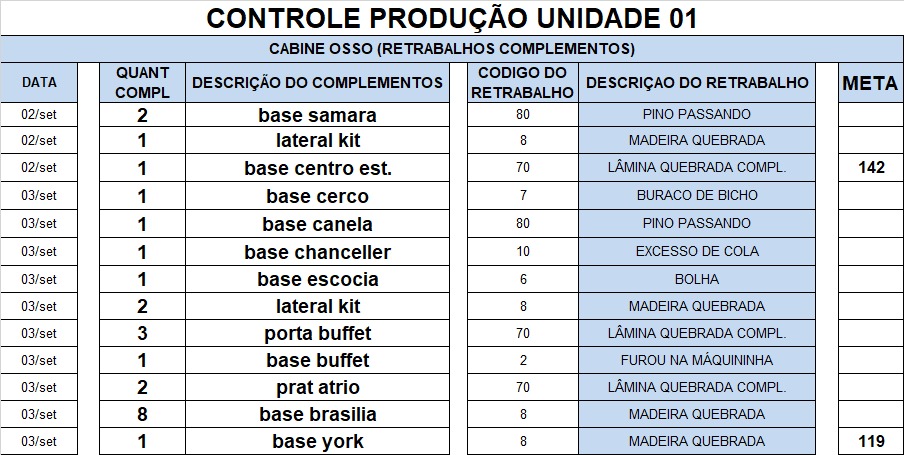 CONTROLE PRODUÇÃO UNIDADE 01
CABINE OSSO (RETRABALHOS COMPLEMENTOS)
DATA QUANT COMPL DESCRIÇÃO DO COMPLEMENTOS CODIGO DO RETRABALHO DESCRIÇAO DO RETRABALHO META
02/set 2 base samara 80 PINO PASSANDO
02/set 1 lateral kit 8 MADEIRA QUEBRADA
02/set 1 base centro est. 70 LÂMINA QUEBRADA COMPL. 142
03/set 1 base cerco 7 BURACO DE BICHO
03/set 1 base canela 80 PINO PASSANDO
03/set 1 base chanceller 10 EXCESSO DE COLA
03/set 1 base escocia 6 BOLHA
03/set 2 lateral kit 8 MADEIRA QUEBRADA
03/set 3 porta buffet 70 LÂMINA QUEBRADA COMPL.
03/set 1 base buffet 2 FUROU NA MÁQUININHA
03/set 2 prat atrio 70 LÂMINA QUEBRADA COMPL.
03/set 8 base brasilia 8 MADEIRA QUEBRADA
03/set 1 base york 8 MADEIRA QUEBRADA 119